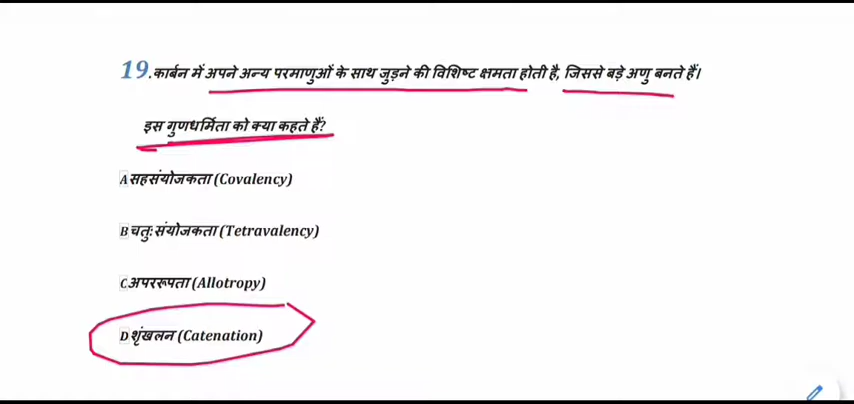 19.कार्बन में अपने अन्य परमाणुओं के साथ जुड़ने की विशिष्ट क्षमता होती है, जिससे बड़े अणु बनते हैं।
इस गुणधर्मिता को क्या कहते हैं?
A सहसंयोजकता (Covalency)
B चतुःसंयोजकता (Tetravalency)
C अपररूपता (Allotropy)
D शृंखलन (Catenation)